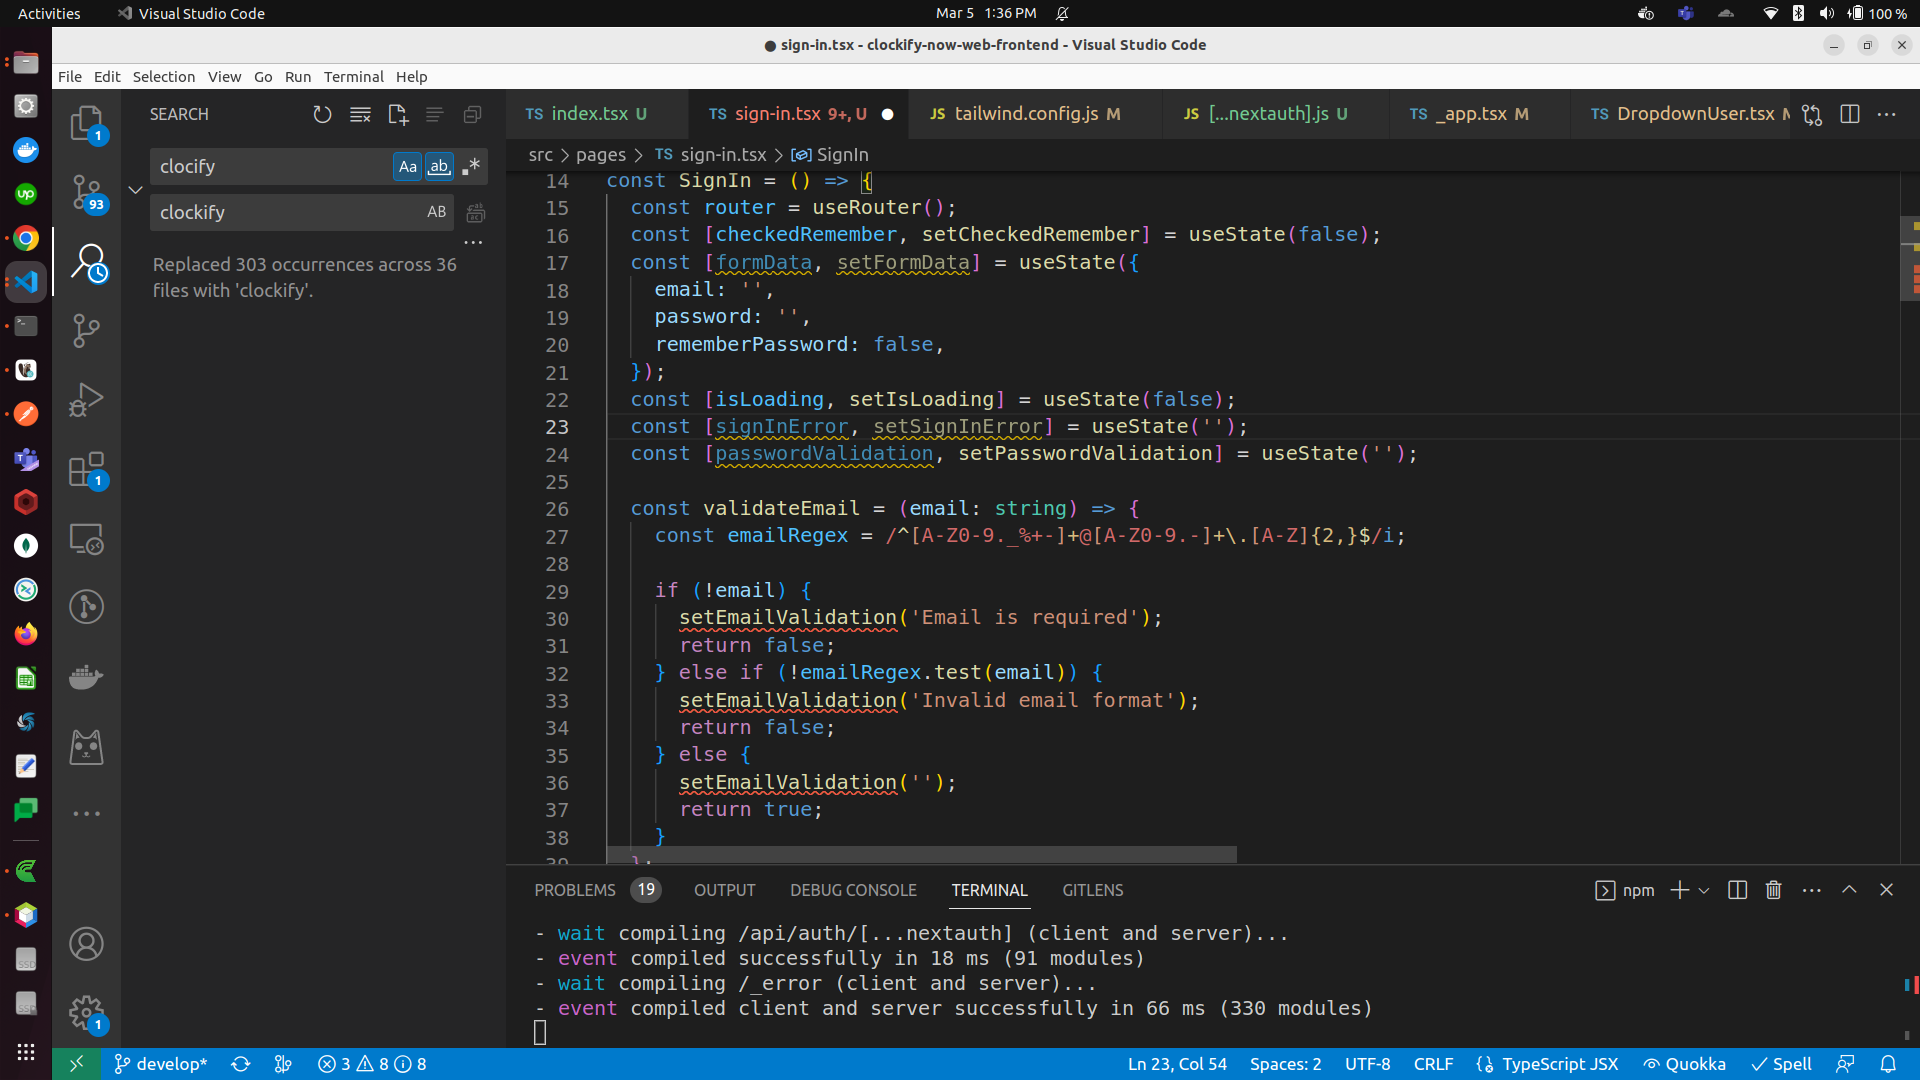 Activities
Visual Studio Code
Mar 5 1:36 PM
100 %
● sign-in.tsx - clockify-now-web-frontend - Visual Studio Code
File Edit Selection View Go Run Terminal Help
SEARCH
clocify
Aa
ab
.*
clockify
AB
Replaced 303 occurrences across 36
files with 'clockify'.
1
93
1
1
TS index.tsx U
TS sign-in.tsx 9+, U
JS tailwind.config.js M
JS [...nextauth].js U
TS _app.tsx M
TS DropdownUser.tsx M
src > pages > TS sign-in.tsx > SignIn
14 const SignIn = () => {
15 const router = useRouter();
16 const [checkedRemember, setCheckedRemember] = useState(false);
17 const [formData, setFormData] = useState({
18 email: '',
19 password: '',
20 rememberPassword: false,
21 });
22 const [isLoading, setIsLoading] = useState(false);
23 const [signInError, setSignInError] = useState('');
24 const [passwordValidation, setPasswordValidation] = useState('');
25
26 const validateEmail = (email: string) => {
27 const emailRegex = /^[A-Z0-9._%+-]+@[A-Z0-9.-]+\.[A-Z]{2,}$/i;
28
29 if (!email) {
30 setEmailValidation('Email is required');
31 return false;
32 } else if (!emailRegex.test(email)) {
33 setEmailValidation('Invalid email format');
34 return false;
35 } else {
36 setEmailValidation('');
37 return true;
38 }
39 };
PROBLEMS 19 OUTPUT DEBUG CONSOLE TERMINAL GITLENS
npm
- wait compiling /api/auth/[...nextauth] (client and server)...
- event compiled successfully in 18 ms (91 modules)
- wait compiling /_error (client and server)...
- event compiled client and server successfully in 66 ms (330 modules)
develop*
3 8 8
Ln 23, Col 54
Spaces: 2
UTF-8
CRLF
TypeScript JSX
Quokka
Spell